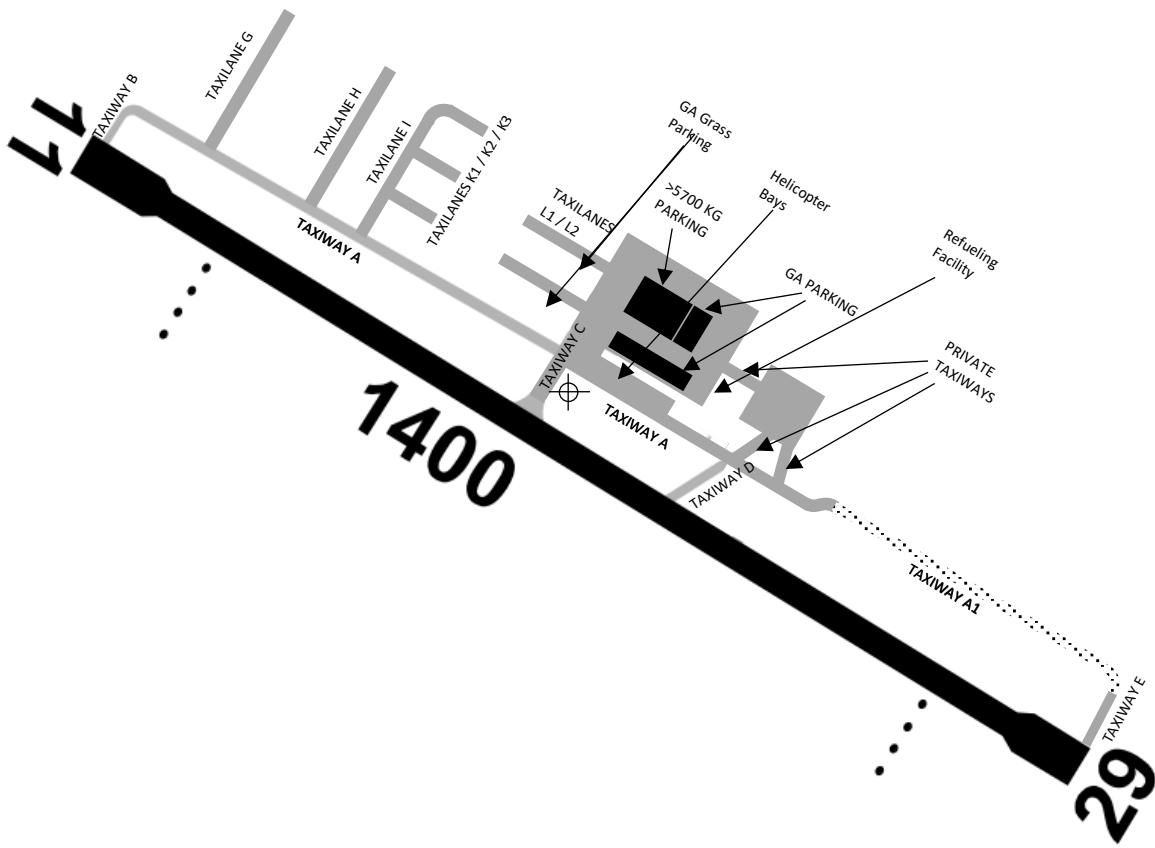 11
TAXIWAY B
TAXILANE G
TAXILANE H
TAXILANE I
TAXILANES K1 / K2 / K3
TAXIWAY A
GA Grass
Parking
TAXILANES
L1 / L2
>5700 KG
PARKING
Helicopter
Bays
GA PARKING
Refueling
Facility
PRIVATE
TAXIWAYS
TAXIWAY C
TAXIWAY A
TAXIWAY D
1400
TAXIWAY A1
TAXIWAY E
29